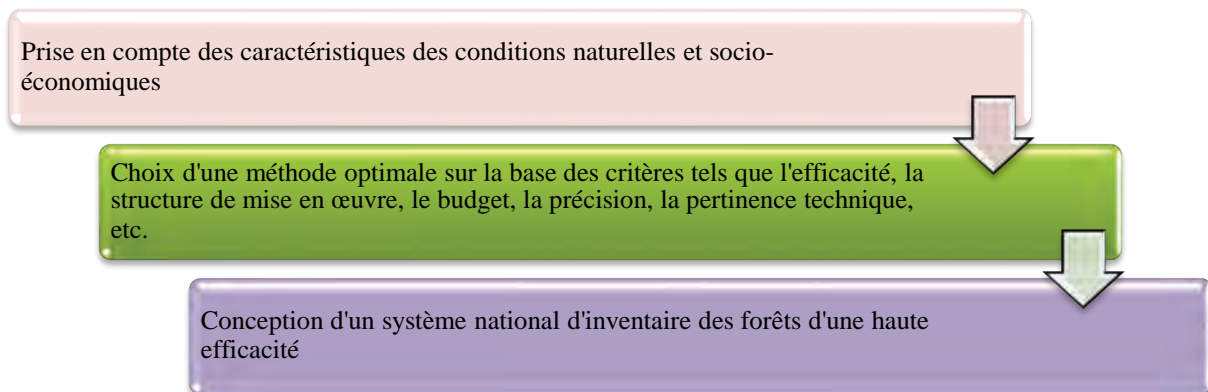 Prise en compte des caractéristiques des conditions naturelles et socio-
économiques
Choix d'une méthode optimale sur la base des critères tels que l'efficacité, la
structure de mise en œuvre, le budget, la précision, la pertinence technique,
etc.
Conception d'un système national d'inventaire des forêts d'une haute
efficacité